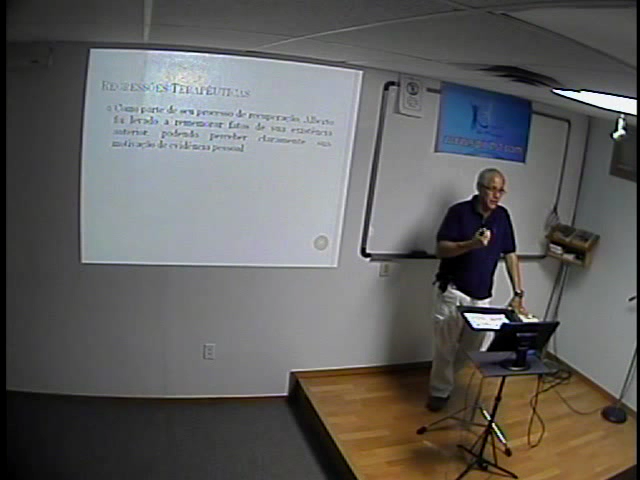 REGRESSÕES TERAPÊUTICAS
Como parte de seu processo de recuperação, Alberto
foi levado a rememorar fatos de sua existência
anterior, podendo perceber claramente sua
motivação de evidência pessoal